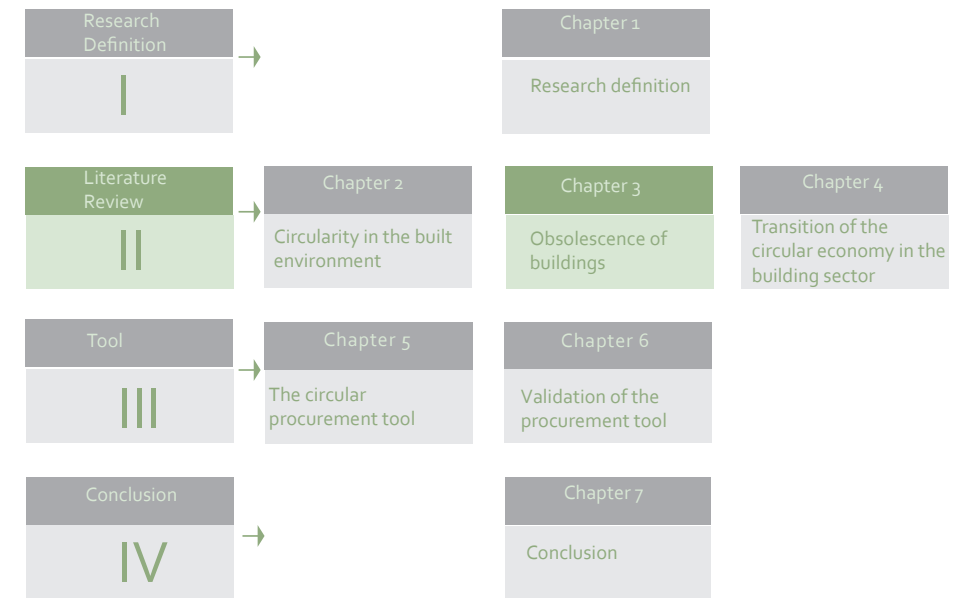 Research
Definition
I
Chapter 1
Research definition
Literature
Review
II
Chapter 2
Circularity in the built
environment
Chapter 3
Obsolescence of
buildings
Chapter 4
Transition of the
circular economy in the
building sector
Tool
III
Chapter 5
The circular
procurement tool
Chapter 6
Validation of the
procurement tool
Conclusion
IV
Chapter 7
Conclusion